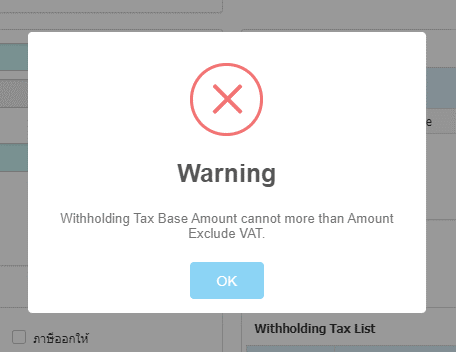 e
Warning
Withholding Tax Base Amount cannot more than Amount
Exclude VAT.
OK
ภาษีออกให้
Withholding Tax List